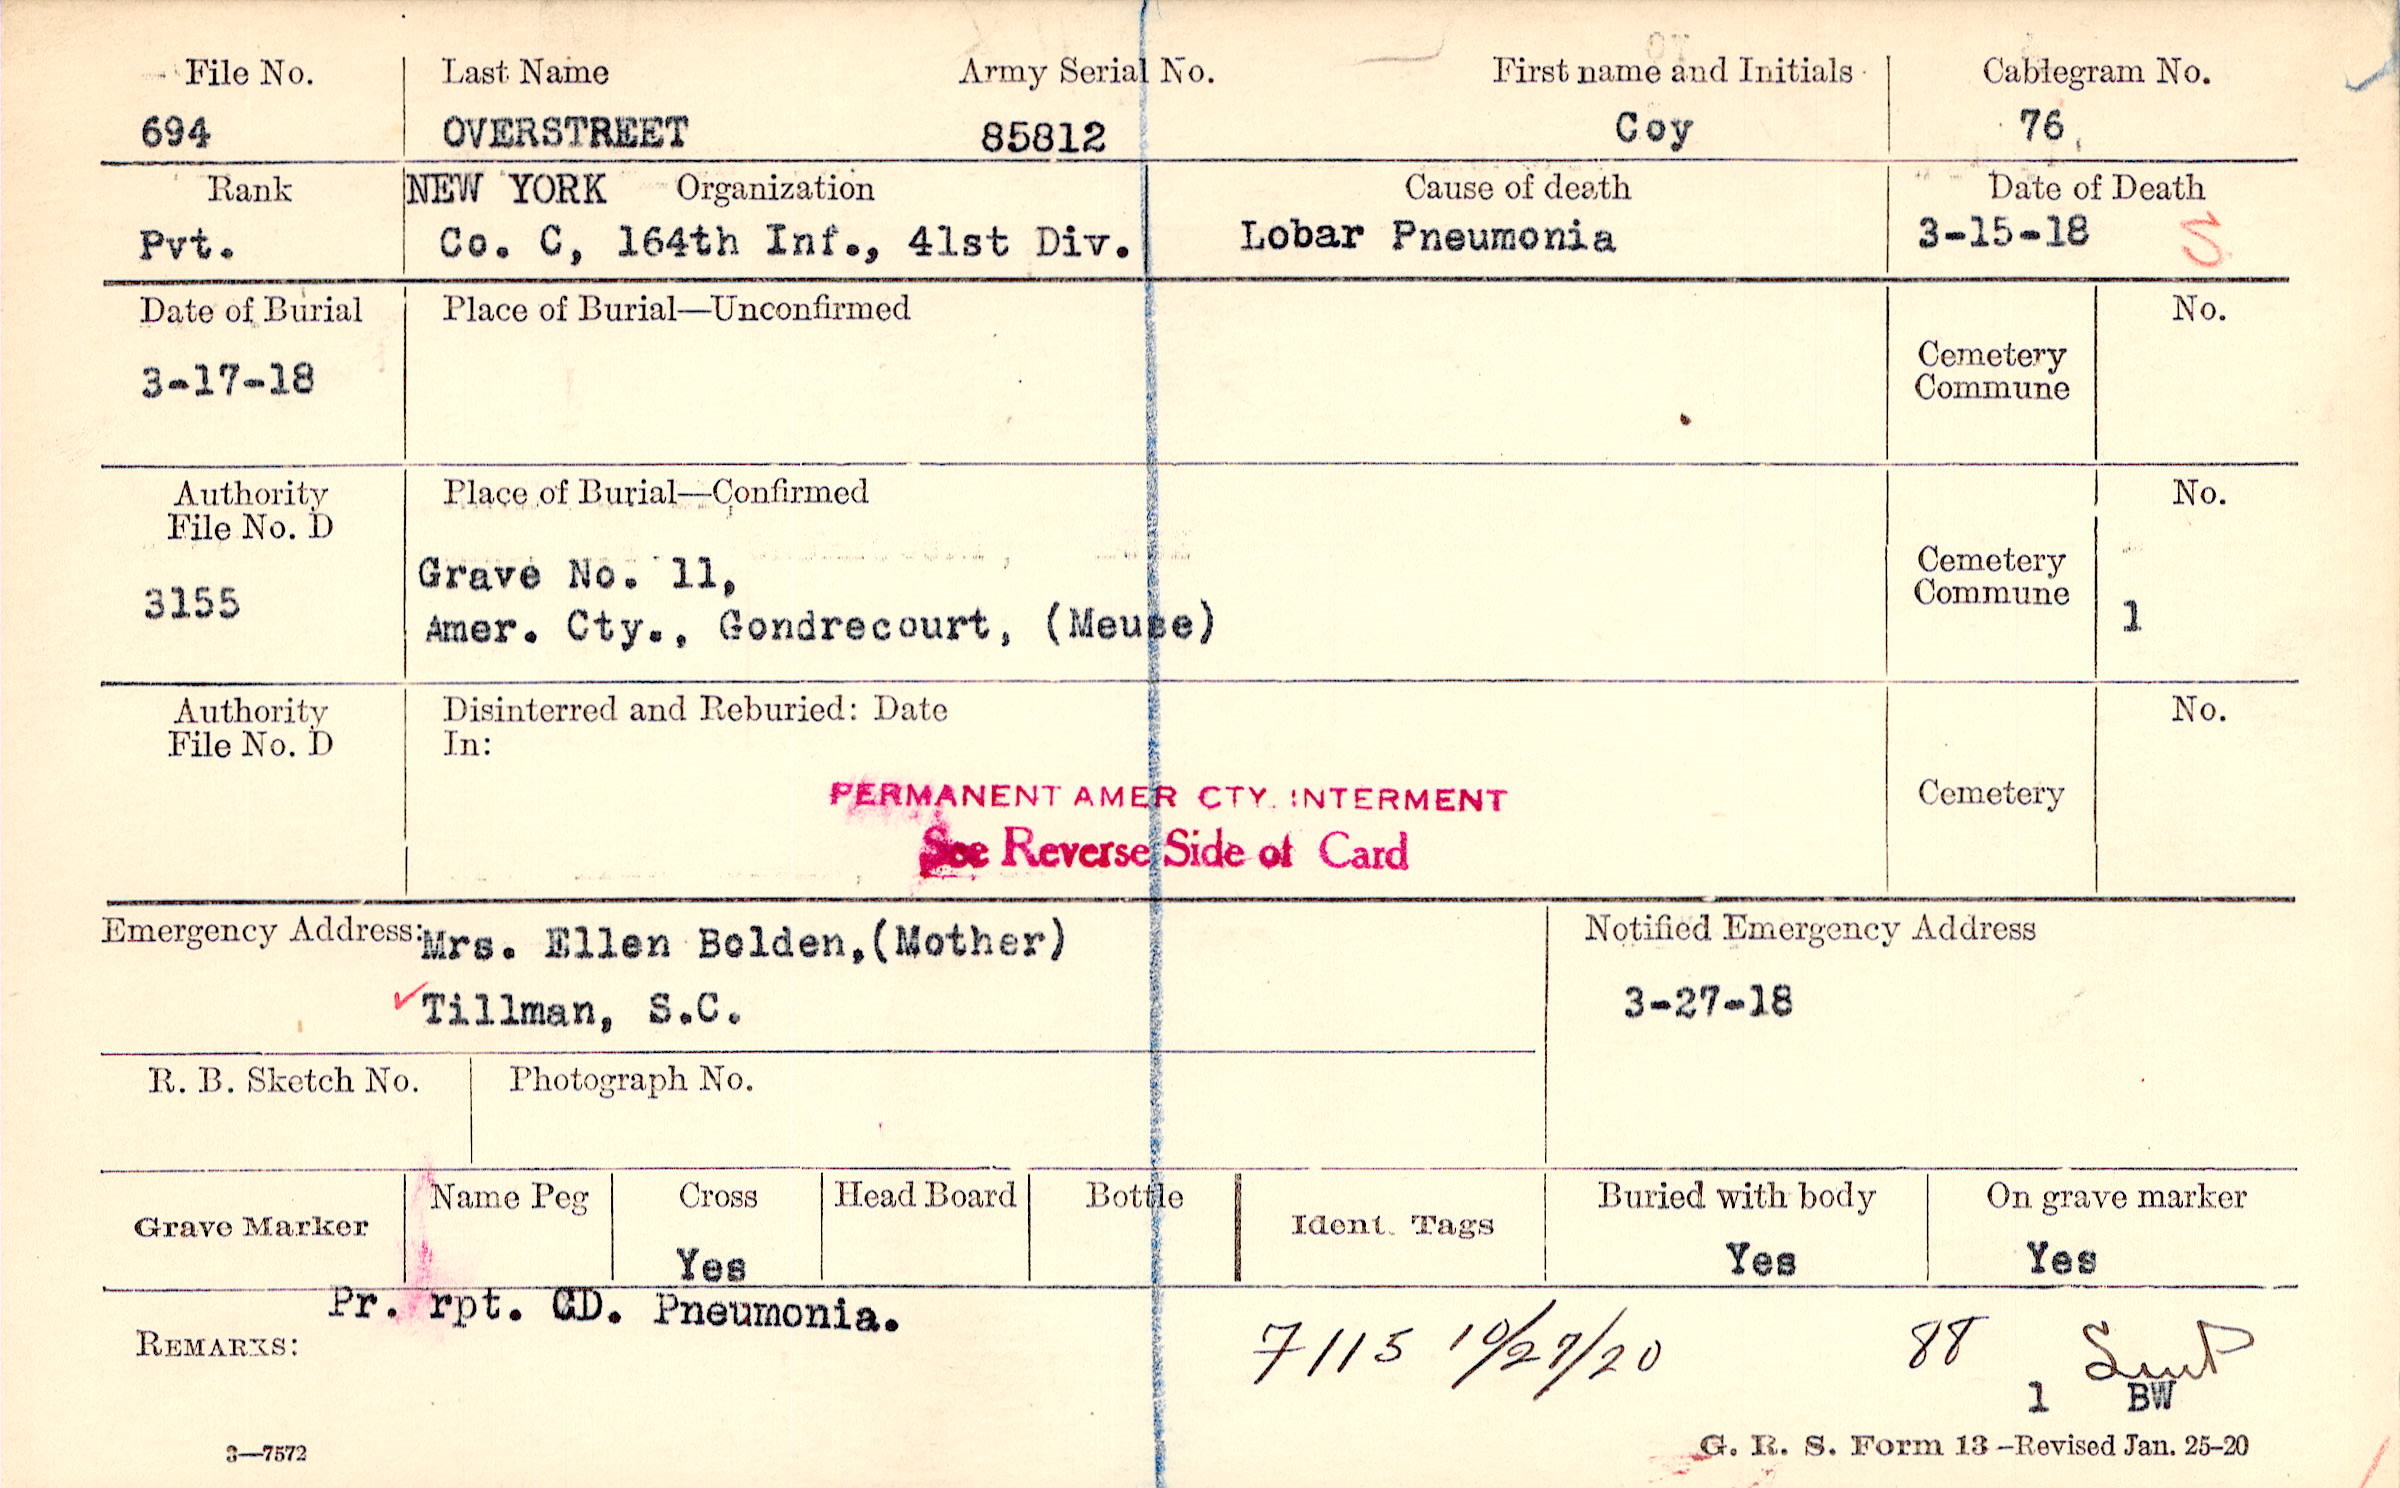 File No. Last Name Army Serial No. First name and Initials Cablegram No.
694 OVERSTREET 85812 Coy 76
Rank NEW YORK Organization Cause of death Date of Death
Pvt. Co. C, 164th Inf., 41st Div. Lobar Pneumonia 3-15-18 S
Date of Burial Place of Burial—Unconfirmed No.
3-17-18
Cemetery
Commune
Authority Place of Burial—Confirmed No.
File No. D
3155
Grave No. 11,
Amer. Cty., Gondrecourt, (Meuse)
Cemetery
Commune
1
Authority Disinterred and Reburied: Date No.
File No. D In:
Cemetery
PERMANENT AMER CTY. INTERMENT
See Reverse Side of Card
Emergency Address: Mrs. Ellen Bolden,(Mother)
Tillman, S.C.
Notified Emergency Address
3-27-18
R. B. Sketch No. Photograph No.
Grave Marker Name Peg Cross Head Board Bottle Ident. Tags Buried with body On grave marker
Yes Yes Yes
Pr. rpt. CD. Pneumonia.
REMARKS:
7115 10/27/20 88
1 BW
3—7572
G. R. S. Form 13—Revised Jan. 25-20